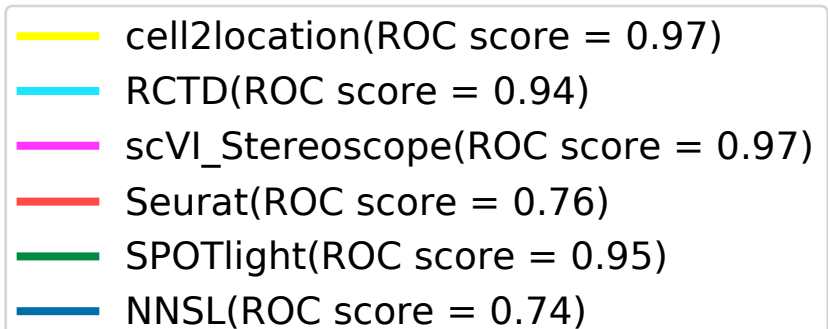 cell2location(ROC score = 0.97)
RCTD(ROC score = 0.94)
scVI_Stereoscope(ROC score = 0.97)
Seurat(ROC score = 0.76)
SPOTlight(ROC score = 0.95)
NNSL(ROC score = 0.74)